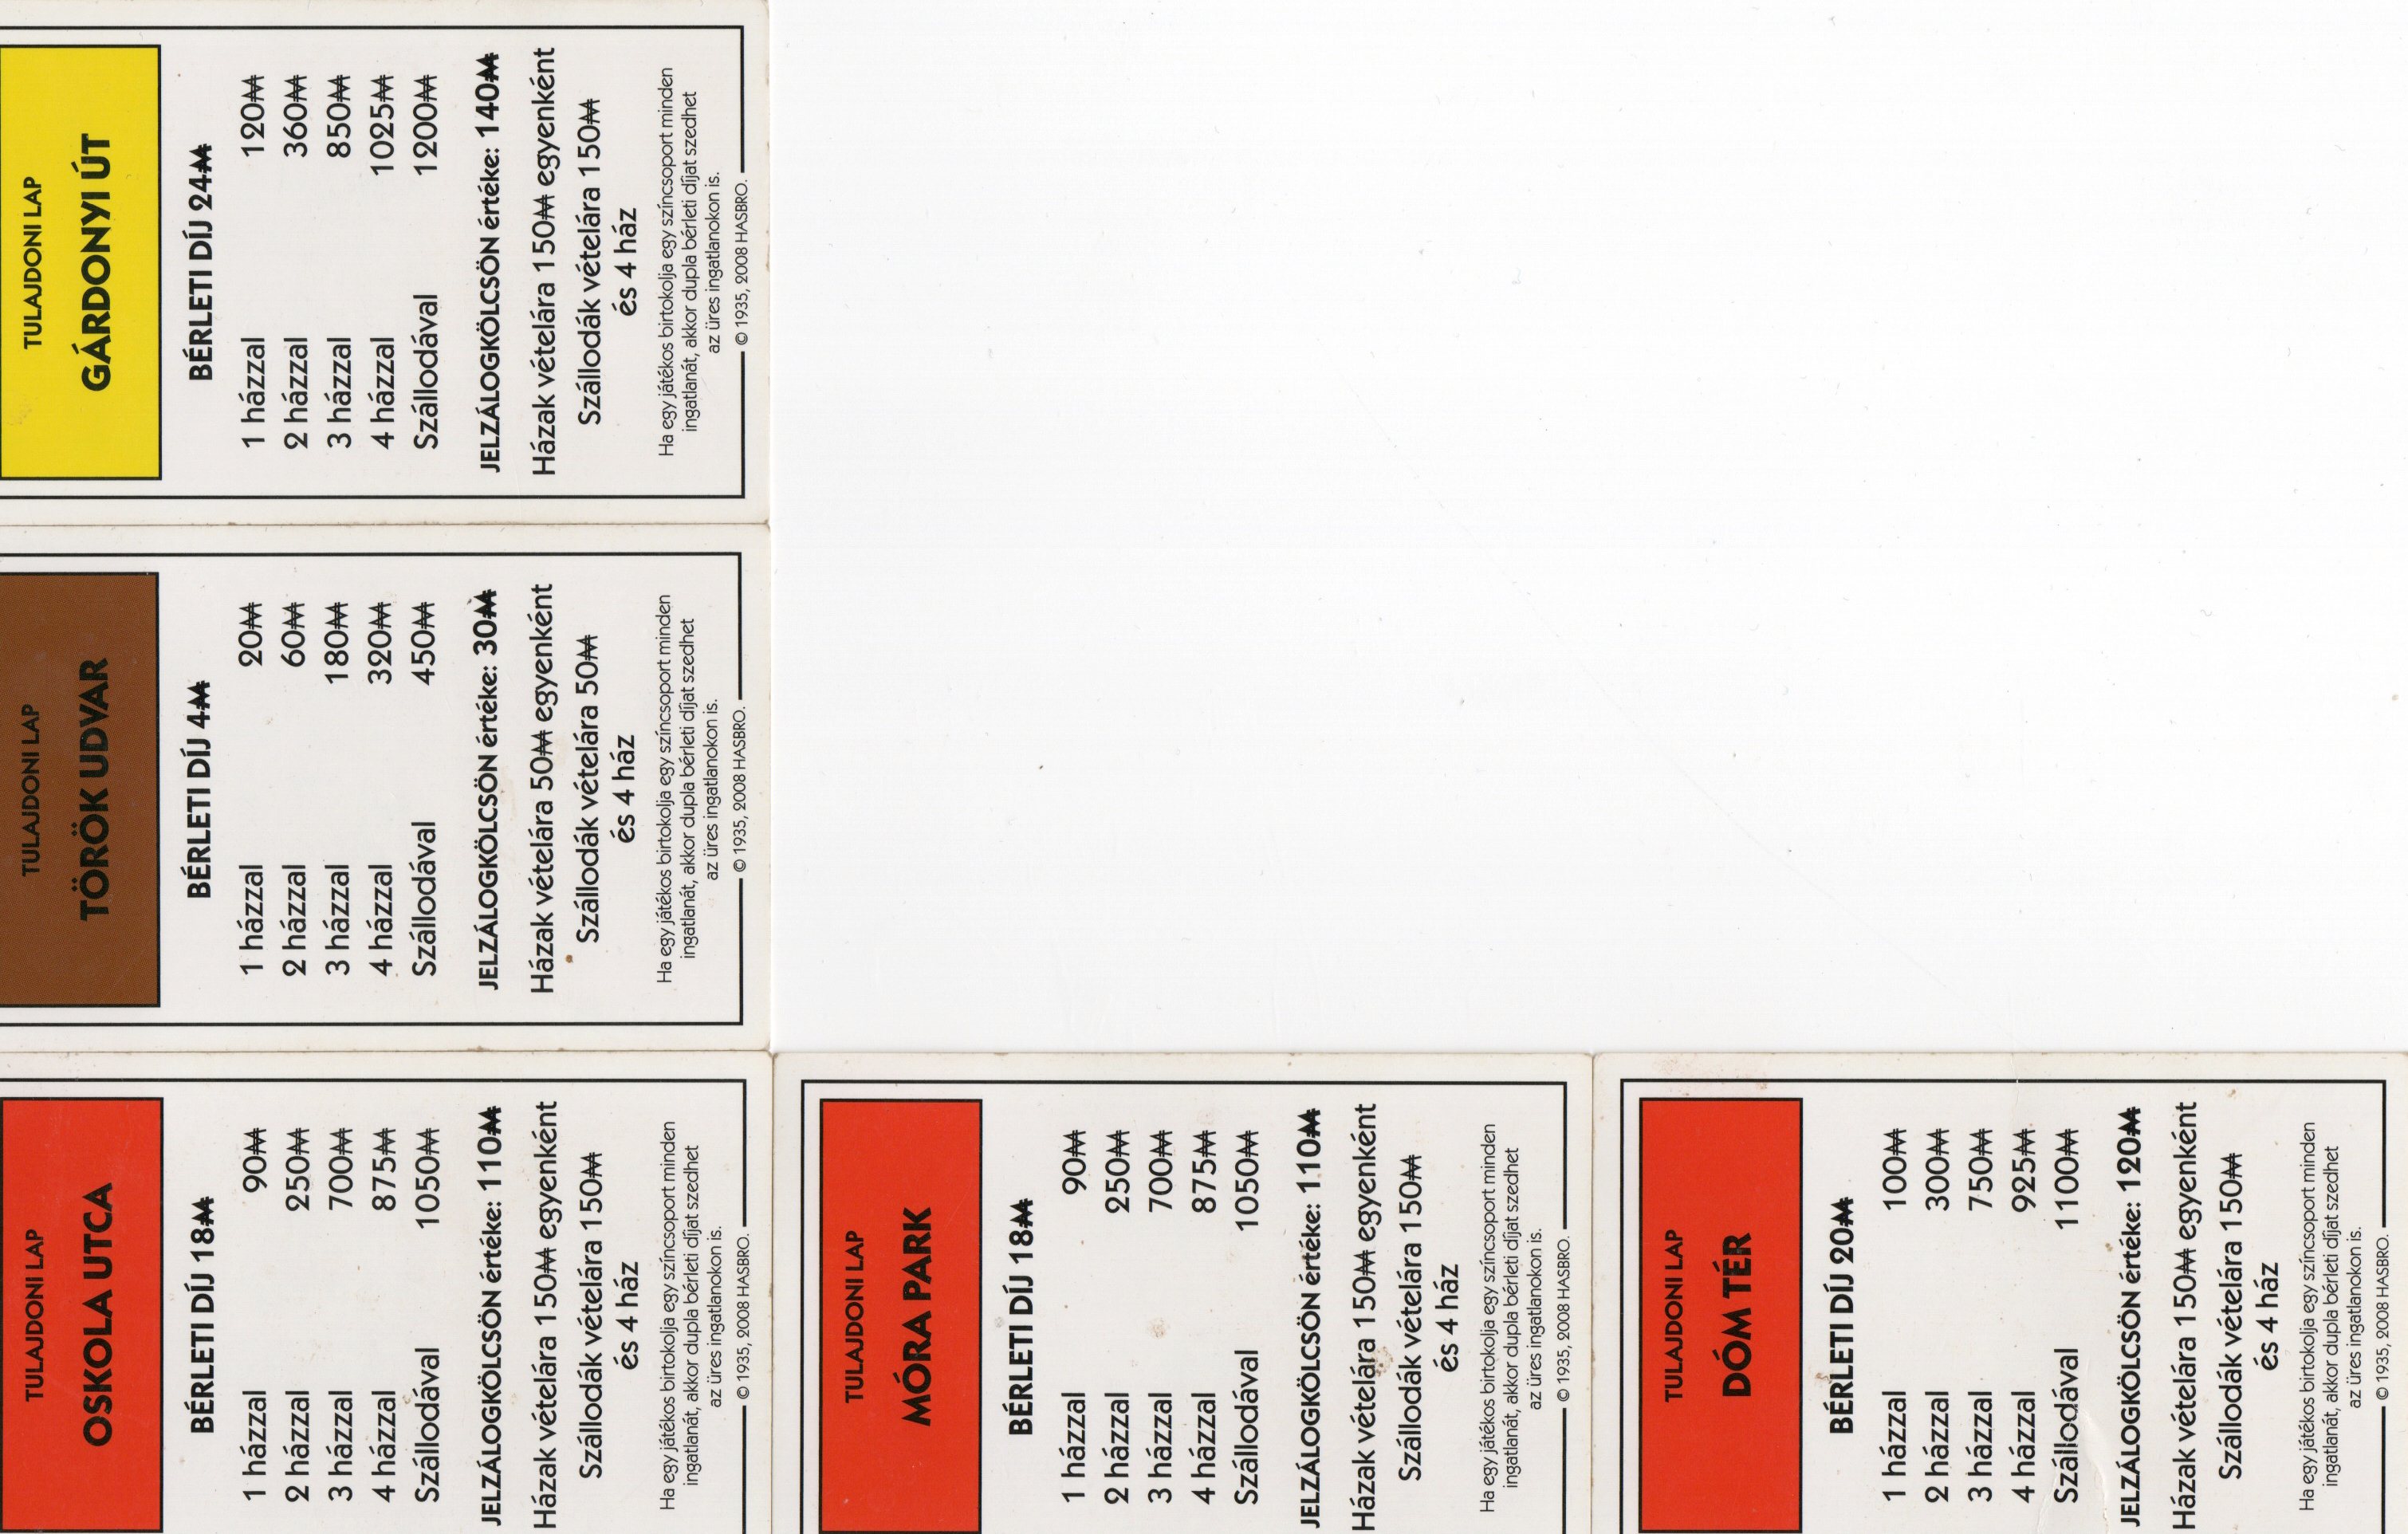 TULAJDONI LAP
GÁRDONYI ÚT
BÉRLETI DÍJ 24₩
1 házzal 120₩
2 házzal 360₩
3 házzal 850₩
4 házzal 1025₩
Szállodával 1200₩
JELZÁLOGKÖLCSÖN értéke: 140₩
Házak vételára 150₩ egyenként
Szállodák vételára 150₩
és 4 ház
Ha egy játékos birtokolja egy színcsoport minden
ingatlanát, akkor dupla bérleti díjat szedhet
az üres ingatlanokon is.
© 1935, 2008 HASBRO.
TULAJDONI LAP
TÖRÖK UDVAR
BÉRLETI DÍJ 4₩
1 házzal 20₩
2 házzal 60₩
3 házzal 180₩
4 házzal 320₩
Szállodával 450₩
JELZÁLOGKÖLCSÖN értéke: 30₩
Házak vételára 50₩ egyenként
Szállodák vételára 50₩
és 4 ház
Ha egy játékos birtokolja egy színcsoport minden
ingatlanát, akkor dupla bérleti díjat szedhet
az üres ingatlanokon is.
© 1935, 2008 HASBRO.
TULAJDONI LAP
OSKOLA UTCA
BÉRLETI DÍJ 18₩
1 házzal 90₩
2 házzal 250₩
3 házzal 700₩
4 házzal 875₩
Szállodával 1050₩
JELZÁLOGKÖLCSÖN értéke: 110₩
Házak vételára 150₩ egyenként
Szállodák vételára 150₩
és 4 ház
Ha egy játékos birtokolja egy színcsoport minden
ingatlanát, akkor dupla bérleti díjat szedhet
az üres ingatlanokon is.
© 1935, 2008 HASBRO.
TULAJDONI LAP
MÓRA PARK
BÉRLETI DÍJ 18₩
1 házzal 90₩
2 házzal 250₩
3 házzal 700₩
4 házzal 875₩
Szállodával 1050₩
JELZÁLOGKÖLCSÖN értéke: 110₩
Házak vételára 150₩ egyenként
Szállodák vételára 150₩
és 4 ház
Ha egy játékos birtokolja egy színcsoport minden
ingatlanát, akkor dupla bérleti díjat szedhet
az üres ingatlanokon is.
© 1935, 2008 HASBRO.
TULAJDONI LAP
DÓM TÉR
BÉRLETI DÍJ 20₩
1 házzal 100₩
2 házzal 300₩
3 házzal 750₩
4 házzal 925₩
Szállodával 1100₩
JELZÁLOGKÖLCSÖN értéke: 120₩
Házak vételára 150₩ egyenként
Szállodák vételára 150₩
és 4 ház
Ha egy játékos birtokolja egy színcsoport minden
ingatlanát, akkor dupla bérleti díjat szedhet
az üres ingatlanokon is.
© 1935, 2008 HASBRO.